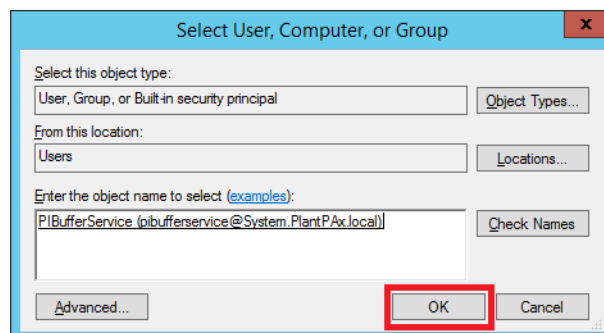 Select User, Computer, or Group
x
Select this object type:
User, Group, or Built-in security principal
Object Types...
From this location:
Users
Locations...
Enter the object name to select (examples):
PIBufferService (pibufferservice@System.PlantPAx.local)
Check Names
Advanced...
OK
Cancel